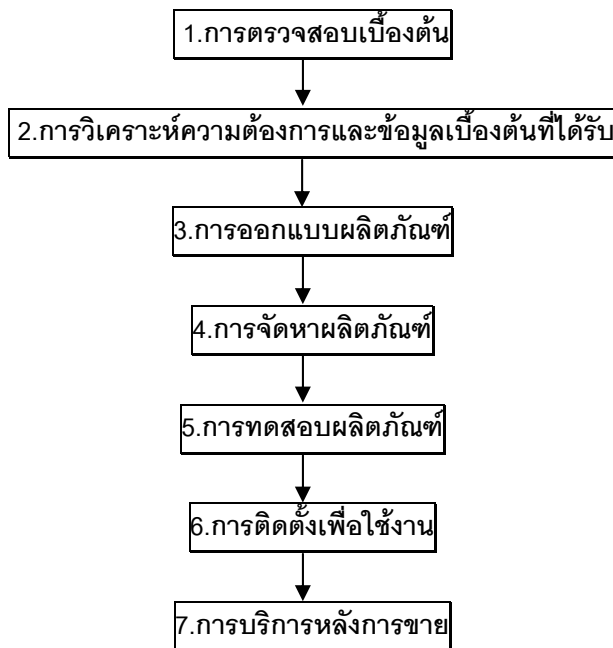 1.การตรวจสอบเบื้องต้น
2.การวิเคราะห์ความต้องการและข้อมูลเบื้องต้นที่ได้รับ
3.การออกแบบผลิตภัณฑ์
4.การจัดหาผลิตภัณฑ์
5.การทดสอบผลิตภัณฑ์
6.การติดตั้งเพื่อใช้งาน
7.การบริการหลังการขาย